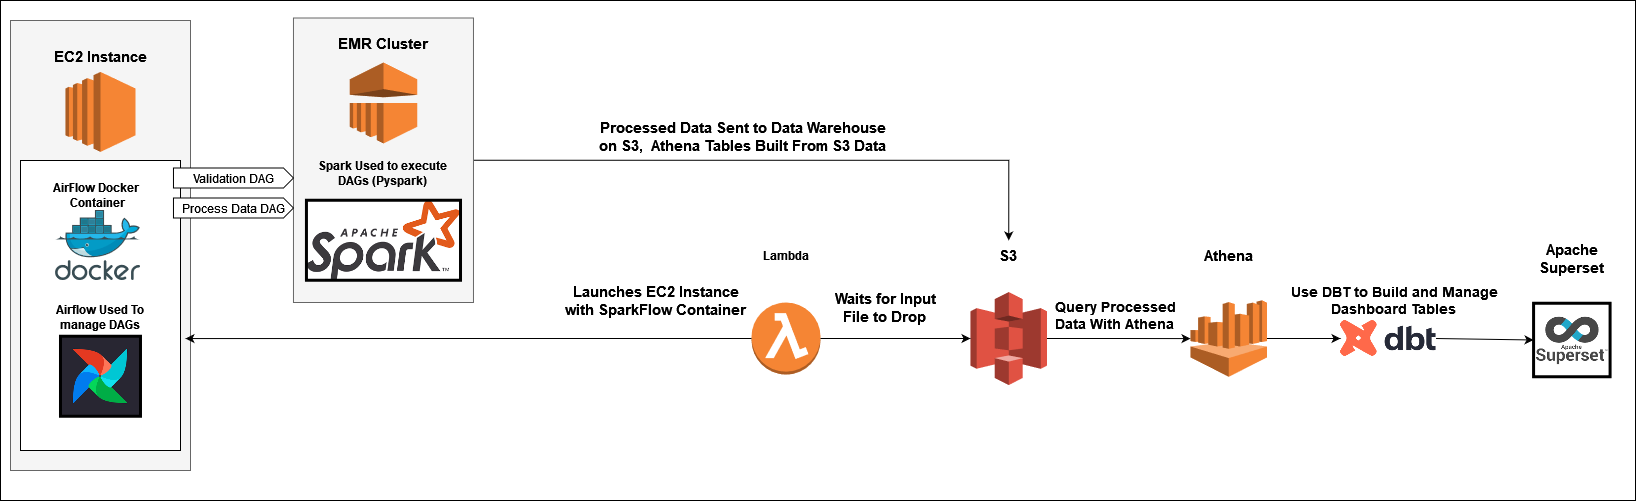 EC2 Instance
AirFlow Docker
Container
docker
Airflow Used To
manage DAGs
Validation DAG
Process Data DAG
EMR Cluster
Spark Used to execute
DAGs (Pyspark)
APACHE
Spark™
Processed Data Sent to Data Warehouse
on S3,  Athena Tables Built From S3 Data
Launches EC2 Instance
with SparkFlow Container
Lambda
Waits for Input
File to Drop
S3
Query Processed
Data With Athena
Athena
Use DBT to Build and Manage
Dashboard Tables
dbt
Apache
Superset
Apache
Superset™